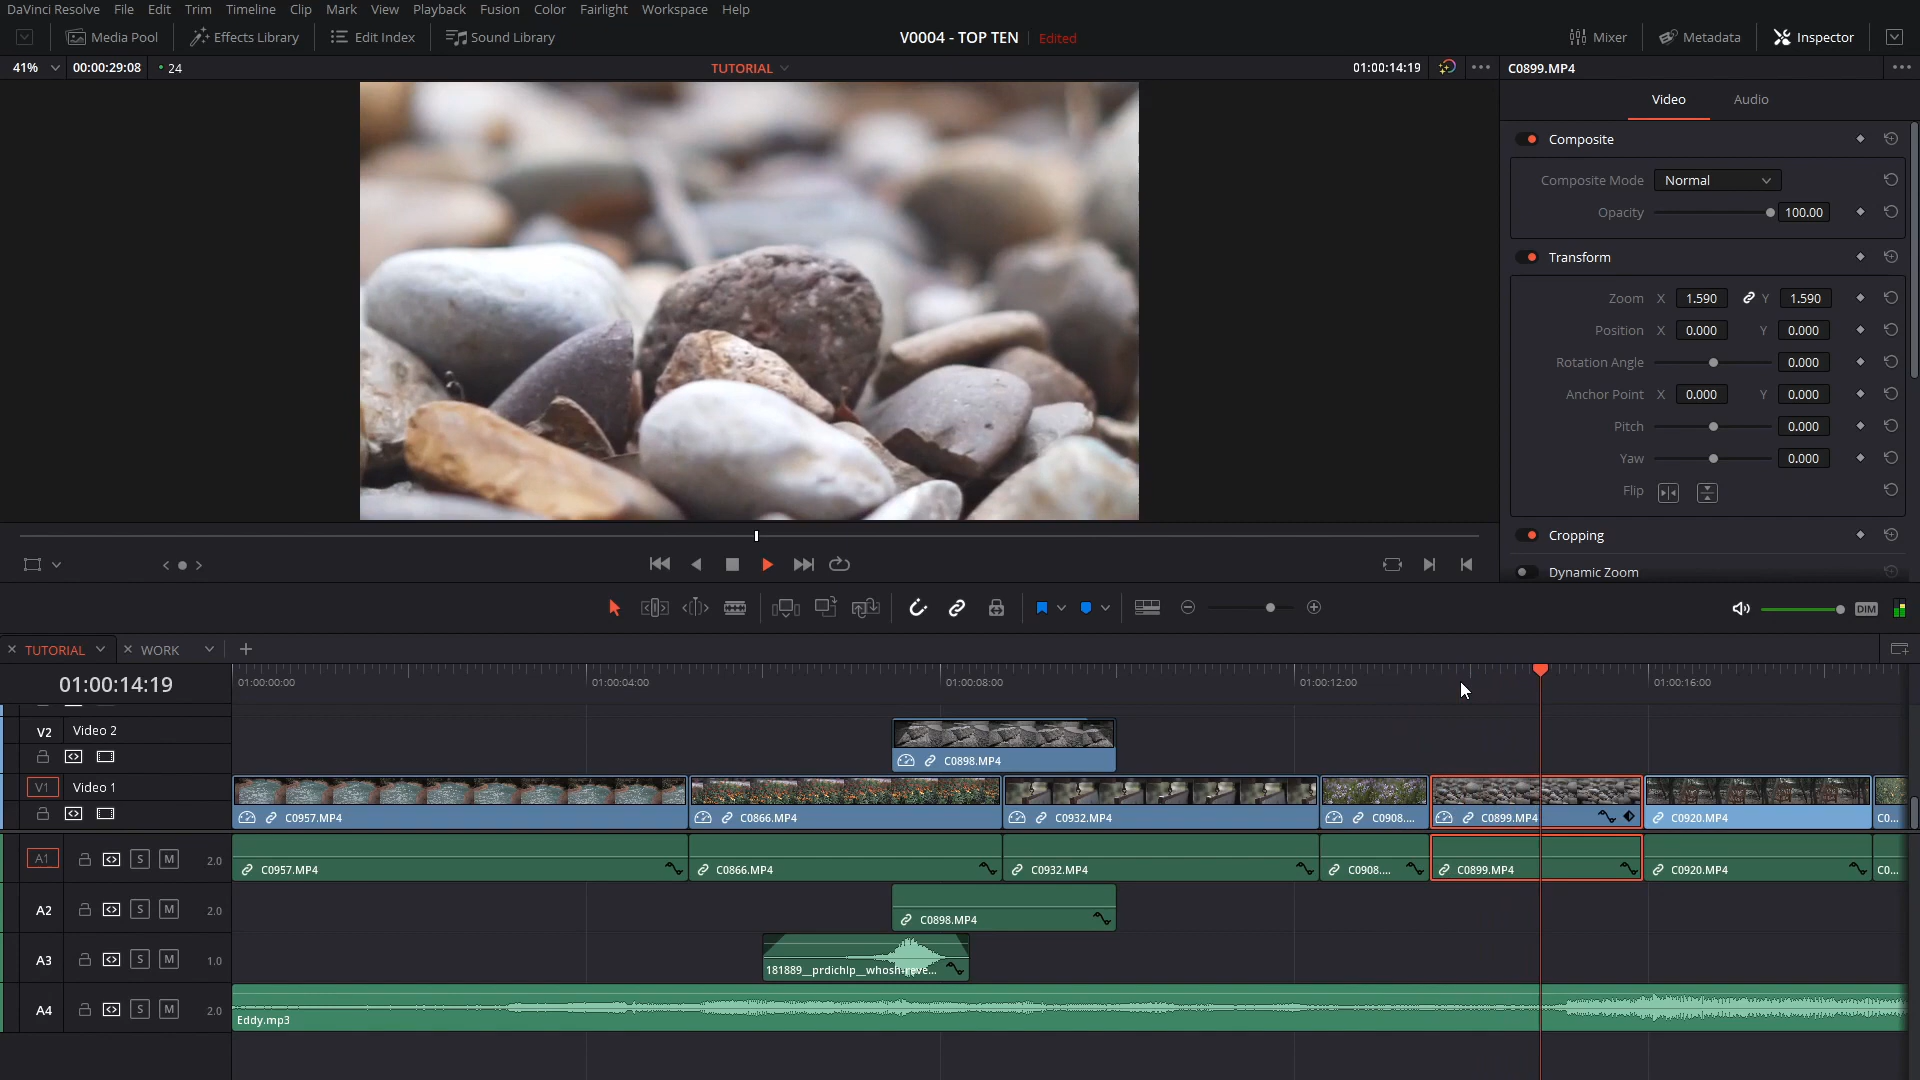 DaVinci Resolve File Edit Trim Timeline Clip Mark View Playback Fusion Color Fairlight Workspace Help
Media Pool Effects Library Edit Index Sound Library V0004 - TOP TEN Edited Mixer Metadata Inspector
41% 00:00:29:08 24 TUTORIAL 01:00:14:19 C0899.MP4
Video Audio
Composite
Composite Mode Normal
Opacity 100.00
Transform
Zoom X 1.590 Y 1.590
Position X 0.000 Y 0.000
Rotation Angle 0.000
Anchor Point X 0.000 Y 0.000
Pitch 0.000
Yaw 0.000
Flip
Cropping
Dynamic Zoom
DIM
TUTORIAL WORK
01:00:14:19 01:00:00:00 01:00:04:00 01:00:08:00 01:00:12:00 01:00:16:00
V2 Video 2
C0898.MP4
V1 Video 1
C0957.MP4 C0866.MP4 C0932.MP4 C0908.... C0899.MP4 C0920.MP4 C0...
A1 S M 2.0
C0957.MP4 C0866.MP4 C0932.MP4 C0908.... C0899.MP4 C0920.MP4 C0...
A2 S M 2.0
C0898.MP4
A3 S M 1.0
181889__prdichlp__whosh-reve...
A4 S M 2.0
Eddy.mp3